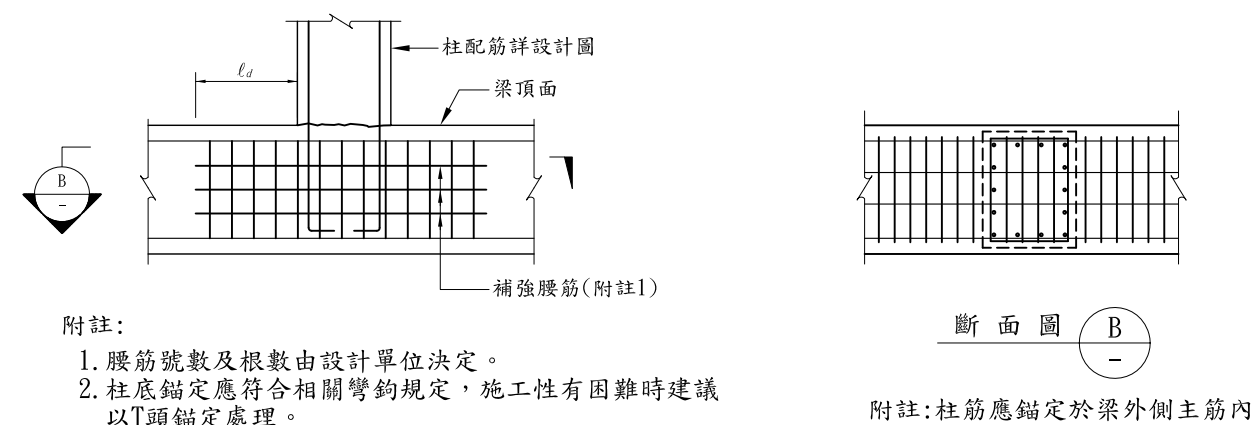 柱配筋詳設計圖
ℓd
梁頂面
B
-
補強腰筋(附註1)
附註:
1.腰筋號數及根數由設計單位決定。
2.柱底錨定應符合相關彎鉤規定，施工性有困難時建議
以T頭錨定處理。
斷面圖
B
-
附註:柱筋應錨定於梁外側主筋內